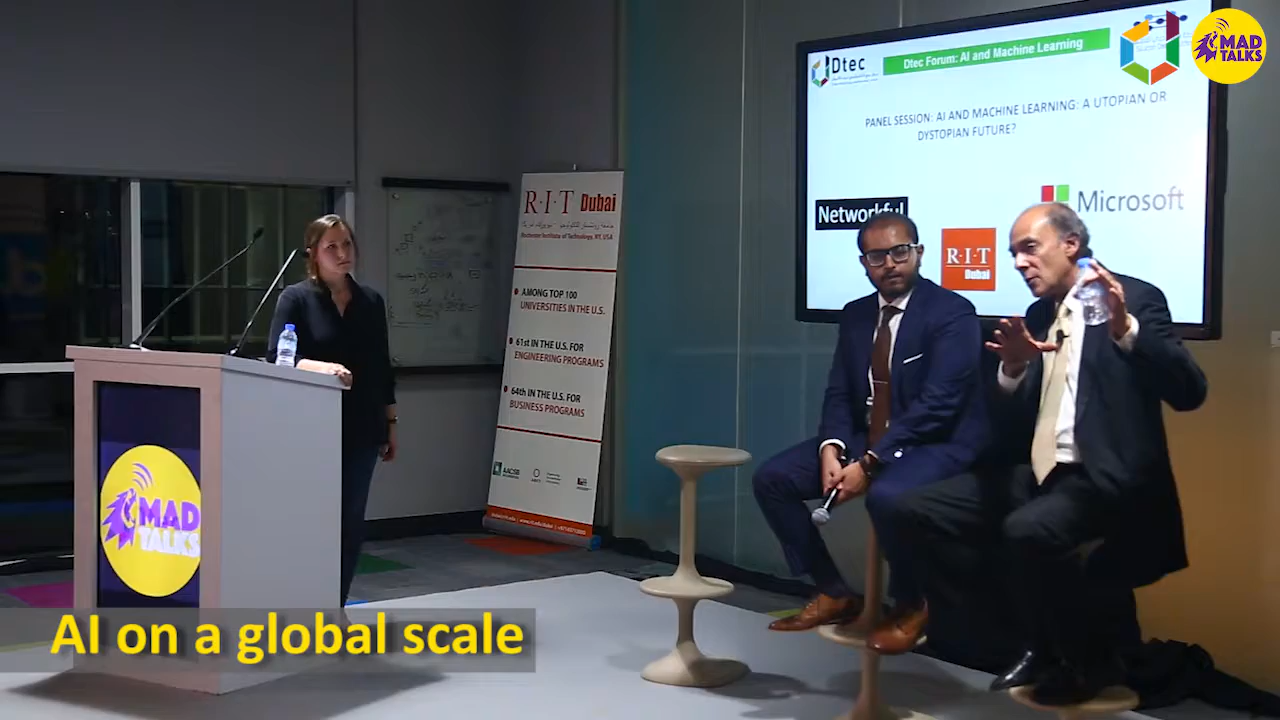 Dtec
Dtec Forum: AI and Machine Learning
MAD
TALKS
PANEL SESSION: AI AND MACHINE LEARNING: A UTOPIAN OR
DYSTOPIAN FUTURE?
Networkful
Microsoft
R·I·T
Dubai
R·I·T Dubai
Rochester Institute of Technology, NY, USA
AMONG TOP 100
UNIVERSITIES IN THE U.S.
61st IN THE U.S. FOR
ENGINEERING PROGRAMS
64th IN THE U.S. FOR
BUSINESS PROGRAMS
AACSB
MAD
TALKS
AI on a global scale